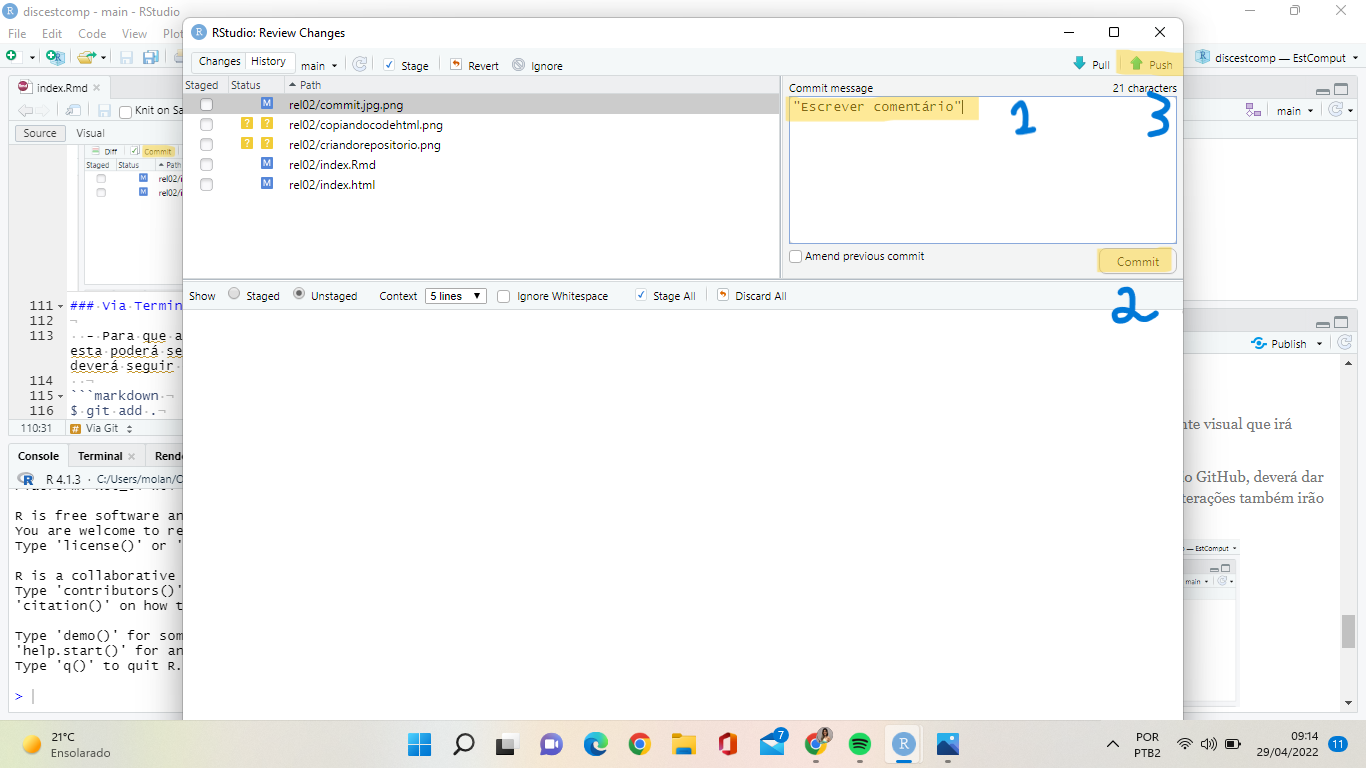 discestcomp - main - RStudio
File Edit Code View Plot
RStudio: Review Changes
Changes History main Stage Revert Ignore Pull Push
discestcomp — EstComput
Staged Status Path
M rel02/commit.jpg.png
? ? rel02/copiandocodehtml.png
? ? rel02/criandorepositorio.png
M rel02/index.Rmd
M rel02/index.html
Commit message 21 characters
"Escrever comentário"
1
3
Amend previous commit
Commit
2
Show Staged Unstaged Context 5 lines Ignore Whitespace Stage All Discard All
index.Rmd
Knit on Sa
Source Visual
Diff Commit
Staged Status Path
M rel02/i
M rel02/i
111 ### Via Termin
112
113 - Para que a
esta poderá se
deverá seguir
114
115 ```markdown
116 $ git add .
110:31 # Via Git
Console Terminal Rende
R 4.1.3 · C:/Users/molan/O
R is free software an
You are welcome to re
Type 'license()' or '
R is a collaborative
Type 'contributors()'
'citation()' on how t
Type 'demo()' for som
'help.start()' for an
Type 'q()' to quit R.
>
main
Publish
nte visual que irá
o GitHub, deverá dar
terações também irão
— EstComput
main
21°C
Ensolarado
7
POR
PTB2
09:14
29/04/2022
11